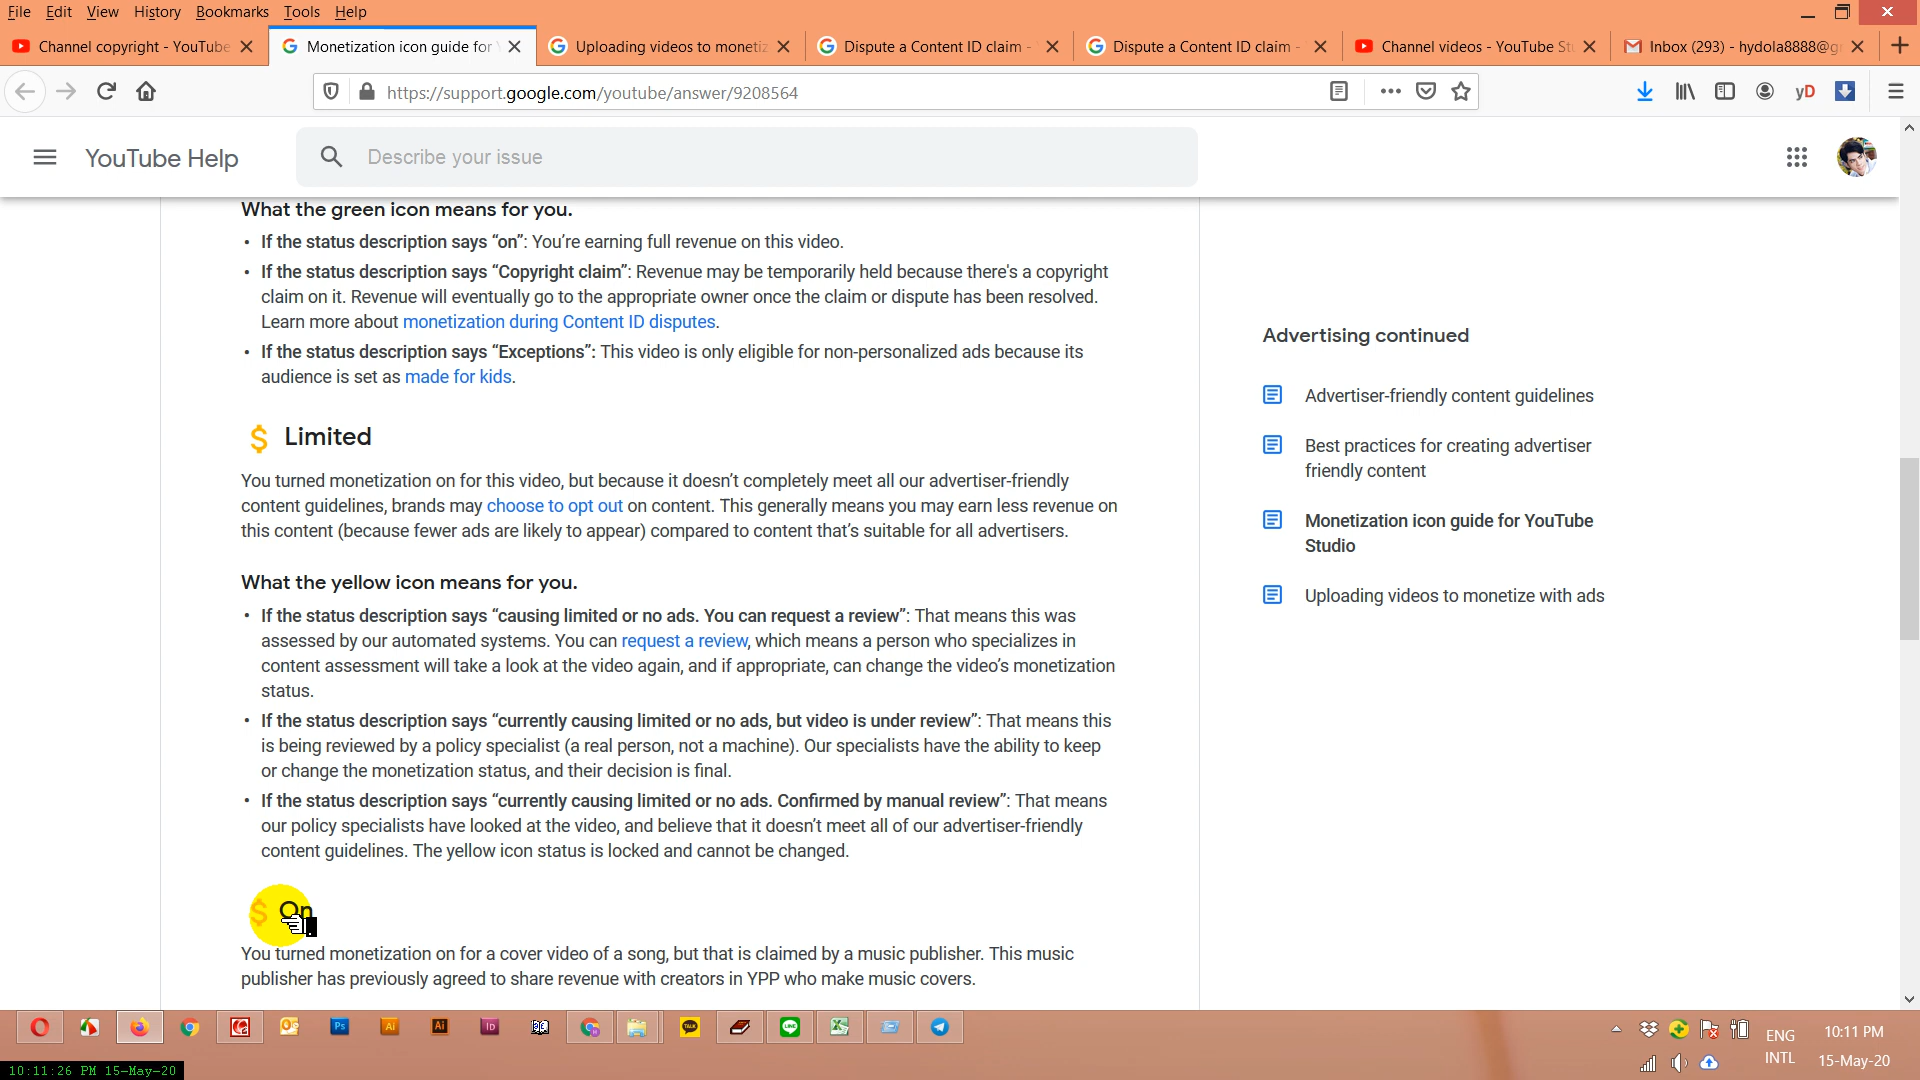 File Edit View History Bookmarks Tools Help
Channel copyright - YouTube
Monetization icon guide for
Uploading videos to monetiz
Dispute a Content ID claim -
Dispute a Content ID claim -
Channel videos - YouTube St
Inbox (293) - hydola8888@g
https://support.google.com/youtube/answer/9208564
yD
YouTube Help
Describe your issue
What the green icon means for you.
• If the status description says “on”: You’re earning full revenue on this video.
• If the status description says “Copyright claim”: Revenue may be temporarily held because there's a copyright
claim on it. Revenue will eventually go to the appropriate owner once the claim or dispute has been resolved.
Learn more about monetization during Content ID disputes.
• If the status description says “Exceptions”: This video is only eligible for non-personalized ads because its
audience is set as made for kids.
$ Limited
You turned monetization on for this video, but because it doesn’t completely meet all our advertiser-friendly
content guidelines, brands may choose to opt out on content. This generally means you may earn less revenue on
this content (because fewer ads are likely to appear) compared to content that’s suitable for all advertisers.
What the yellow icon means for you.
• If the status description says “causing limited or no ads. You can request a review”: That means this was
assessed by our automated systems. You can request a review, which means a person who specializes in
content assessment will take a look at the video again, and if appropriate, can change the video’s monetization
status.
• If the status description says “currently causing limited or no ads, but video is under review”: That means this
is being reviewed by a policy specialist (a real person, not a machine). Our specialists have the ability to keep
or change the monetization status, and their decision is final.
• If the status description says “currently causing limited or no ads. Confirmed by manual review”: That means
our policy specialists have looked at the video, and believe that it doesn’t meet all of our advertiser-friendly
content guidelines. The yellow icon status is locked and cannot be changed.
$ On
You turned monetization on for a cover video of a song, but that is claimed by a music publisher. This music
publisher has previously agreed to share revenue with creators in YPP who make music covers.
Advertising continued
Advertiser-friendly content guidelines
Best practices for creating advertiser
friendly content
Monetization icon guide for YouTube
Studio
Uploading videos to monetize with ads
Ps
Ai
Ai
Id
TALK
LINE
ENG
INTL
10:11 PM
15-May-20
10:11:26 PM 15-May-20